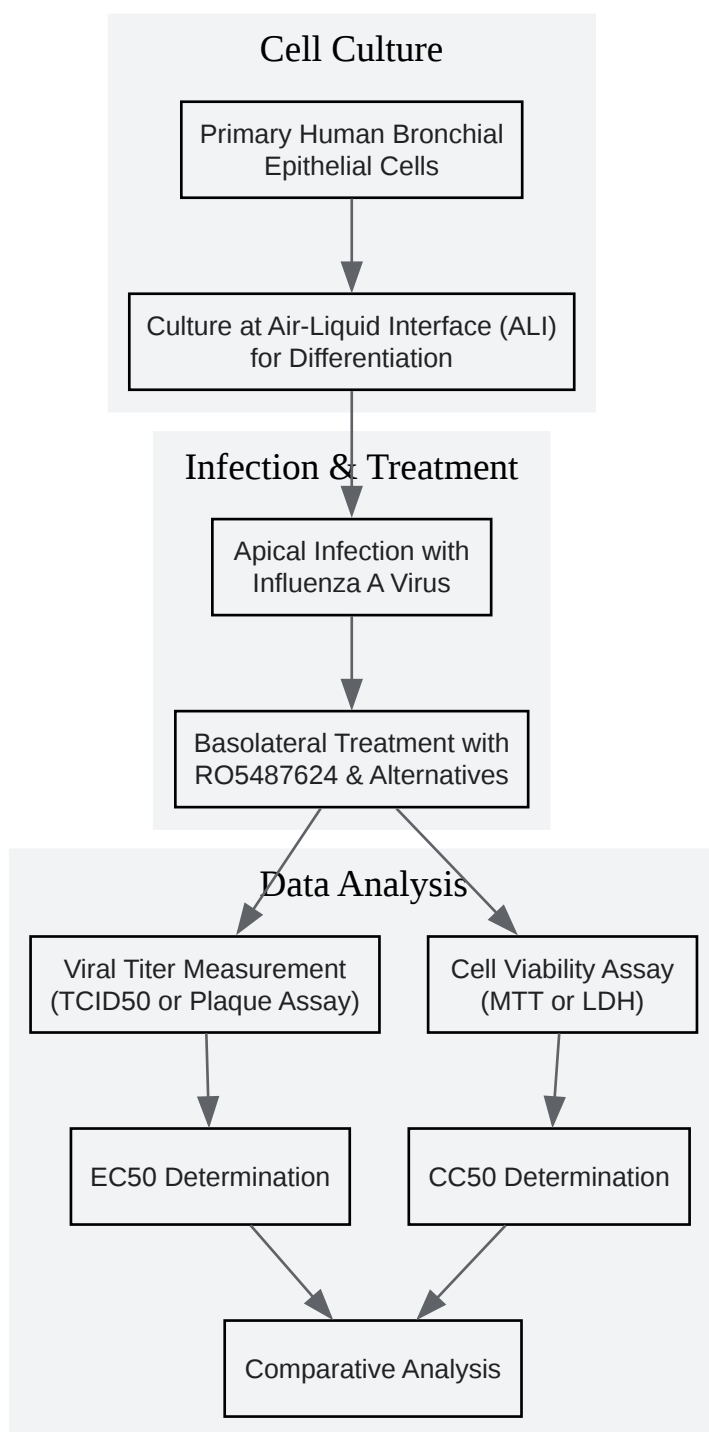 Cell Culture
Primary Human Bronchial
Epithelial Cells
Culture at Air-Liquid Interface (ALI)
for Differentiation
Infection & Treatment
Apical Infection with
Influenza A Virus
Basolateral Treatment with
RO5487624 & Alternatives
Data Analysis
Viral Titer Measurement
(TCID50 or Plaque Assay)
Cell Viability Assay
(MTT or LDH)
EC50 Determination
CC50 Determination
Comparative Analysis